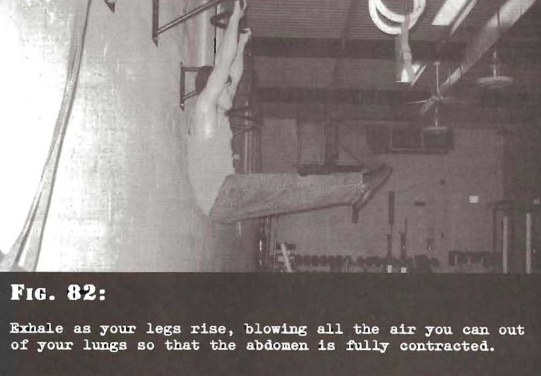 FIG. 82:
Exhale as your legs rise, blowing all the air you can out
of your lungs so that the abdomen is fully contracted.